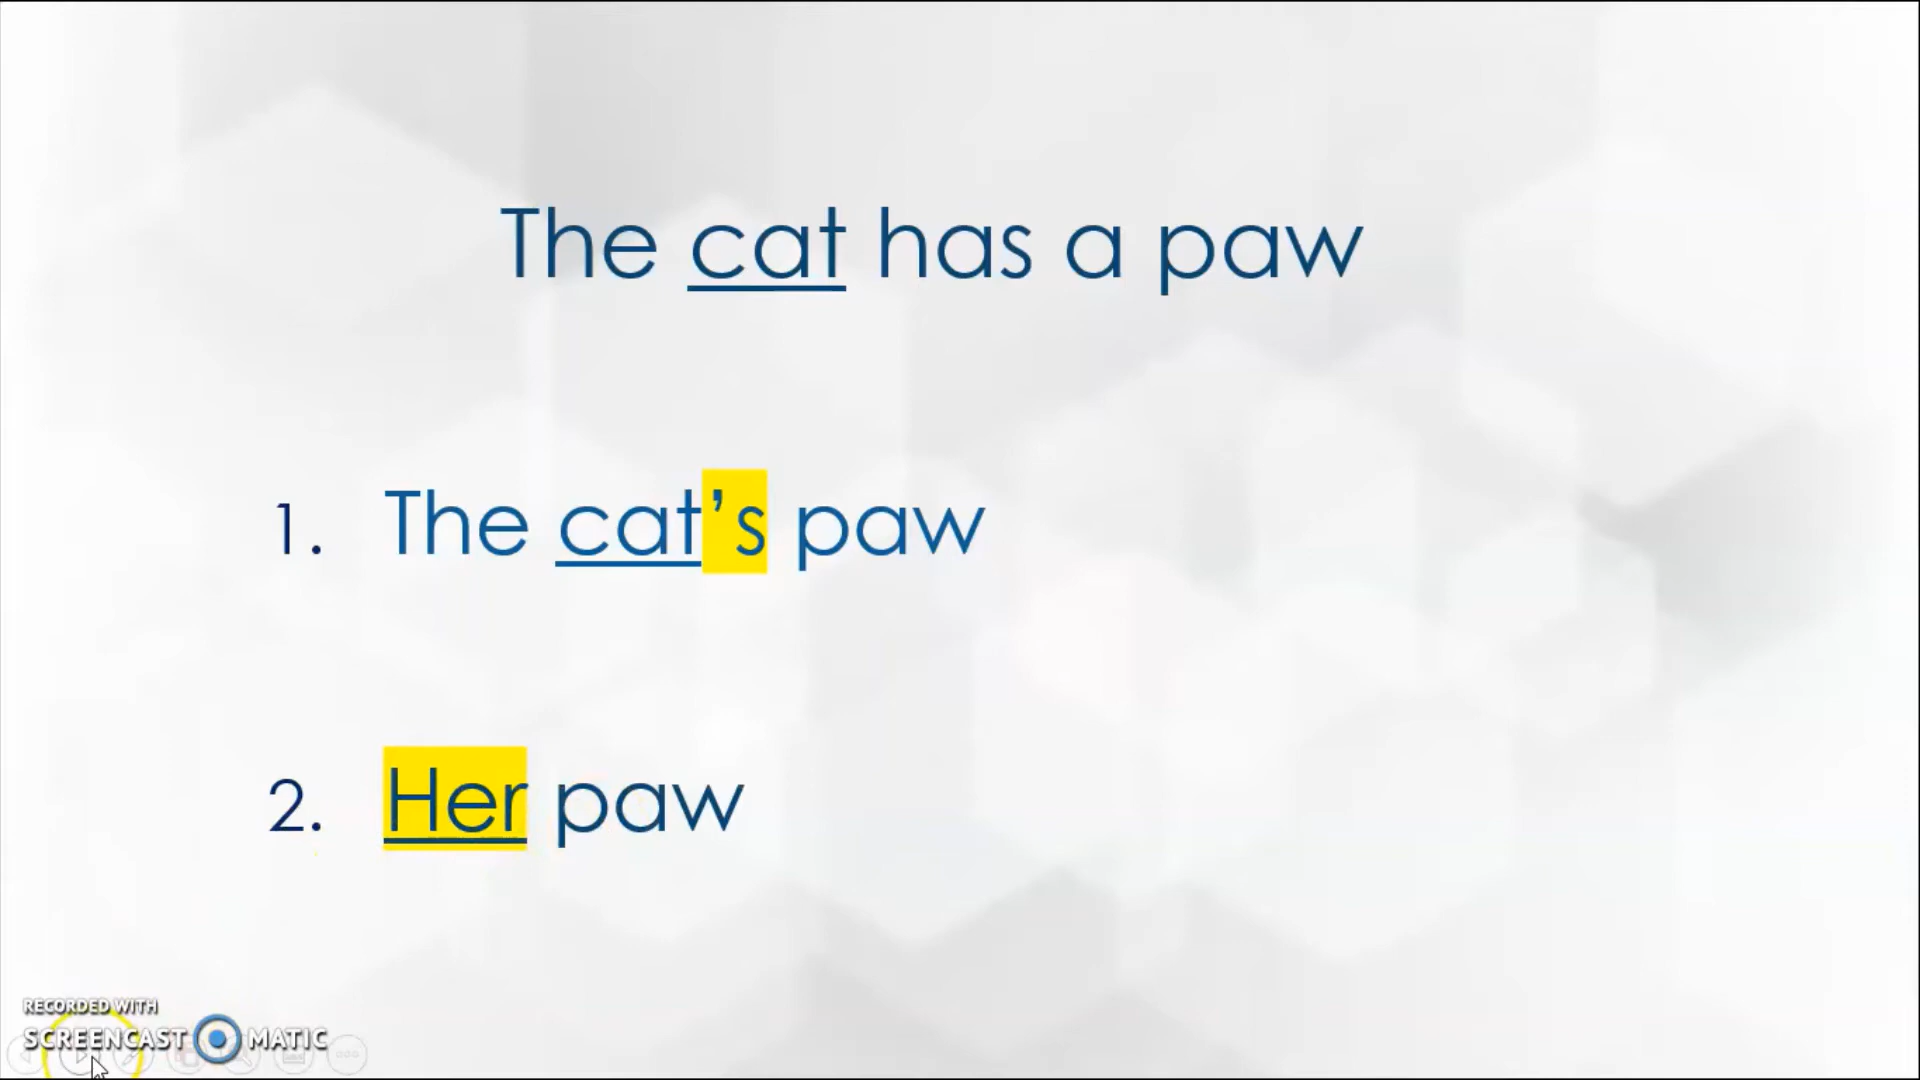 The cat has a paw
1. The cat’s paw
2. Her paw
RECORDED WITH
SCREENCAST MATIC